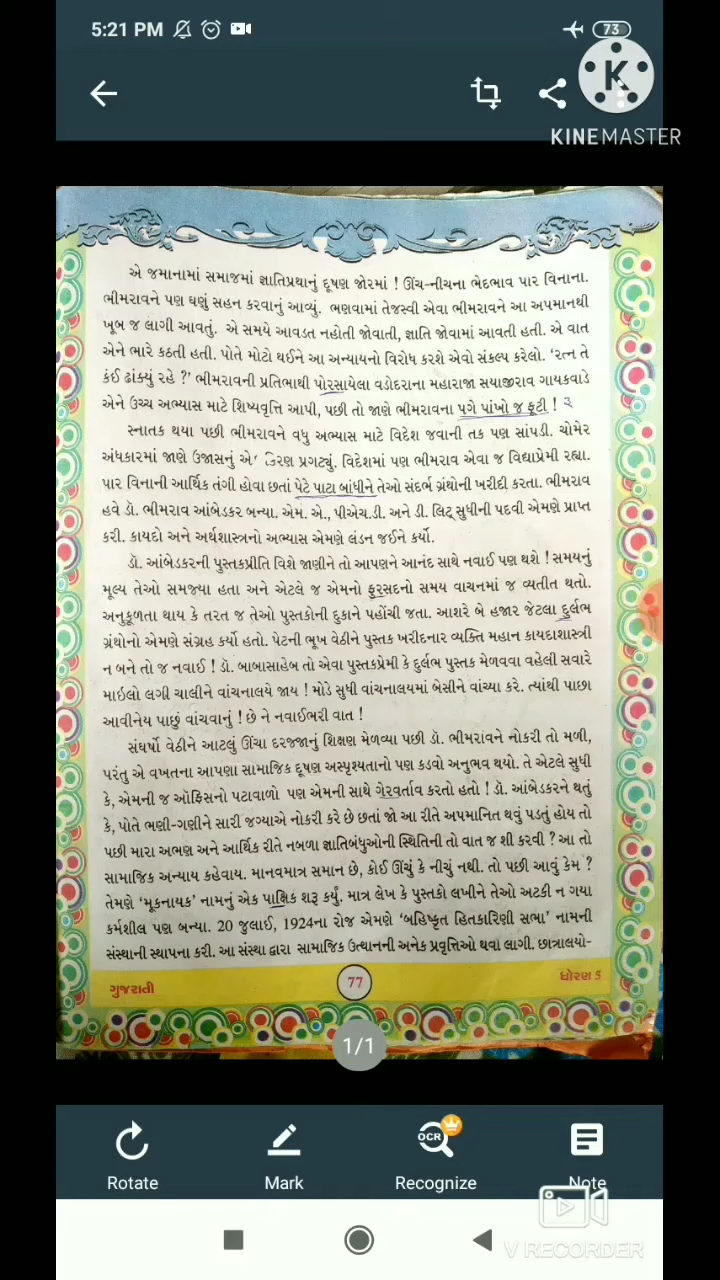 5:21 PM
73
K
KINEMASTER
એ જમાનામાં સમાજમાં જ્ઞાતિપ્રથાનું દૂષણ જોરમાં ! ઊંચ-નીચના ભેદભાવ પાર વિનાના.
ભીમરાવને પણ ઘણું સહન કરવાનું આવ્યું. ભણવામાં તેજસ્વી એવા ભીમરાવને આ અપમાનથી
ખૂબ જ લાગી આવતું. એ સમયે આવડત નહોતી જોવાતી, જ્ઞાતિ જોવામાં આવતી હતી. એ વાત
એને ભારે કઠતી હતી. પોતે મોટો થઈને આ અન્યાયનો વિરોધ કરશે એવો સંકલ્પ કરેલો. ‘રત્ન તે
કંઈ ઢાંક્યું રહે ?’ ભીમરાવની પ્રતિભાથી પોરસાયેલા વડોદરાના મહારાજા સયાજીરાવ ગાયકવાડે
એને ઉચ્ચ અભ્યાસ માટે શિષ્યવૃત્તિ આપી, પછી તો જાણે ભીમરાવના પગે પાંખો જ ફૂટી !
સ્નાતક થયા પછી ભીમરાવને વધુ અભ્યાસ માટે વિદેશ જવાની તક પણ સાંપડી. ચોમેર
અંધકારમાં જાણે ઉજાસનું કિરણ પ્રગટ્યું. વિદેશમાં પણ ભીમરાવ એવા જ વિદ્યાપ્રેમી રહ્યા.
પાર વિનાની આર્થિક તંગી હોવા છતાં પેટે પાટા બાંધીને તેઓ સંદર્ભ ગ્રંથોની ખરીદી કરતા. ભીમરાવ
હવે ડૉ. ભીમરાવ આંબેડકર બન્યા. એમ. એ., પીએચ.ડી. અને ડી. લિટ્ સુધીની પદવી એમણે પ્રાપ્ત
કરી. કાયદો અને અર્થશાસ્ત્રનો અભ્યાસ એમણે લંડન જઈને કર્યો.
ડૉ. આંબેડકરની પુસ્તકપ્રીતિ વિશે જાણીને તો આપણને આનંદ સાથે નવાઈ પણ થશે ! સમયનું
મૂલ્ય તેઓ સમજ્યા હતા અને એટલે જ એમનો ફુરસદનો સમય વાચનમાં જ વ્યતીત થતો.
અનુકૂળતા થાય કે તરત જ તેઓ પુસ્તકોની દુકાને પહોંચી જતા. આશરે બે હજાર જેટલા દુર્લભ
ગ્રંથોનો એમણે સંગ્રહ કર્યો હતો. પેટની ભૂખ વેઠીને પુસ્તક ખરીદનાર વ્યક્તિ મહાન કાયદાશાસ્ત્રી
ન બને તો જ નવાઈ ! ડૉ. બાબાસાહેબ તો એવા પુસ્તકપ્રેમી કે દુર્લભ પુસ્તક મેળવવા વહેલી સવારે
માઈલો લગી ચાલીને વાંચનાલયે જાય ! મોડે સુધી વાંચનાલયમાં બેસીને વાંચ્યા કરે. ત્યાંથી પાછા
આવીનેય પાછું વાંચવાનું ! છે ને નવાઈભરી વાત !
સંઘર્ષો વેઠીને આટલું ઊંચા દરજ્જાનું શિક્ષણ મેળવ્યા પછી ડૉ. ભીમરાવને નોકરી તો મળી,
પરંતુ એ વખતના આપણા સામાજિક દૂષણ અસ્પૃશ્યતાનો પણ કડવો અનુભવ થયો. તે એટલે સુધી
કે, એમની જ ઑફિસનો પટાવાળો પણ એમની સાથે ગેરવર્તાવ કરતો હતો ! ડૉ. આંબેડકરને થતું
કે, પોતે ભણી-ગણીને સારી જગ્યાએ નોકરી કરે છે છતાં જો આ રીતે અપમાનિત થવું પડતું હોય તો
પછી મારા અભણ અને આર્થિક રીતે નબળા જ્ઞાતિબંધુઓની સ્થિતિની તો વાત જ શી કરવી ? આ તો
સામાજિક અન્યાય કહેવાય. માનવમાત્ર સમાન છે, કોઈ ઊંચું કે નીચું નથી. તો પછી આવું કેમ ?
તેમણે ‘મૂકનાયક’ નામનું એક પાક્ષિક શરૂ કર્યું. માત્ર લેખ કે પુસ્તકો લખીને તેઓ અટકી ન ગયા
કર્મશીલ પણ બન્યા. 20 જુલાઈ, 1924ના રોજ એમણે ‘બહિષ્કૃત હિતકારિણી સભા’ નામની
સંસ્થાની સ્થાપના કરી. આ સંસ્થા દ્વારા સામાજિક ઉત્થાનની અનેક પ્રવૃત્તિઓ થવા લાગી. છાત્રાલયો-
ગુજરાતી
77
ધોરણ 5
1/1
OCR
Rotate
Mark
Recognize
Note
V RECORDER